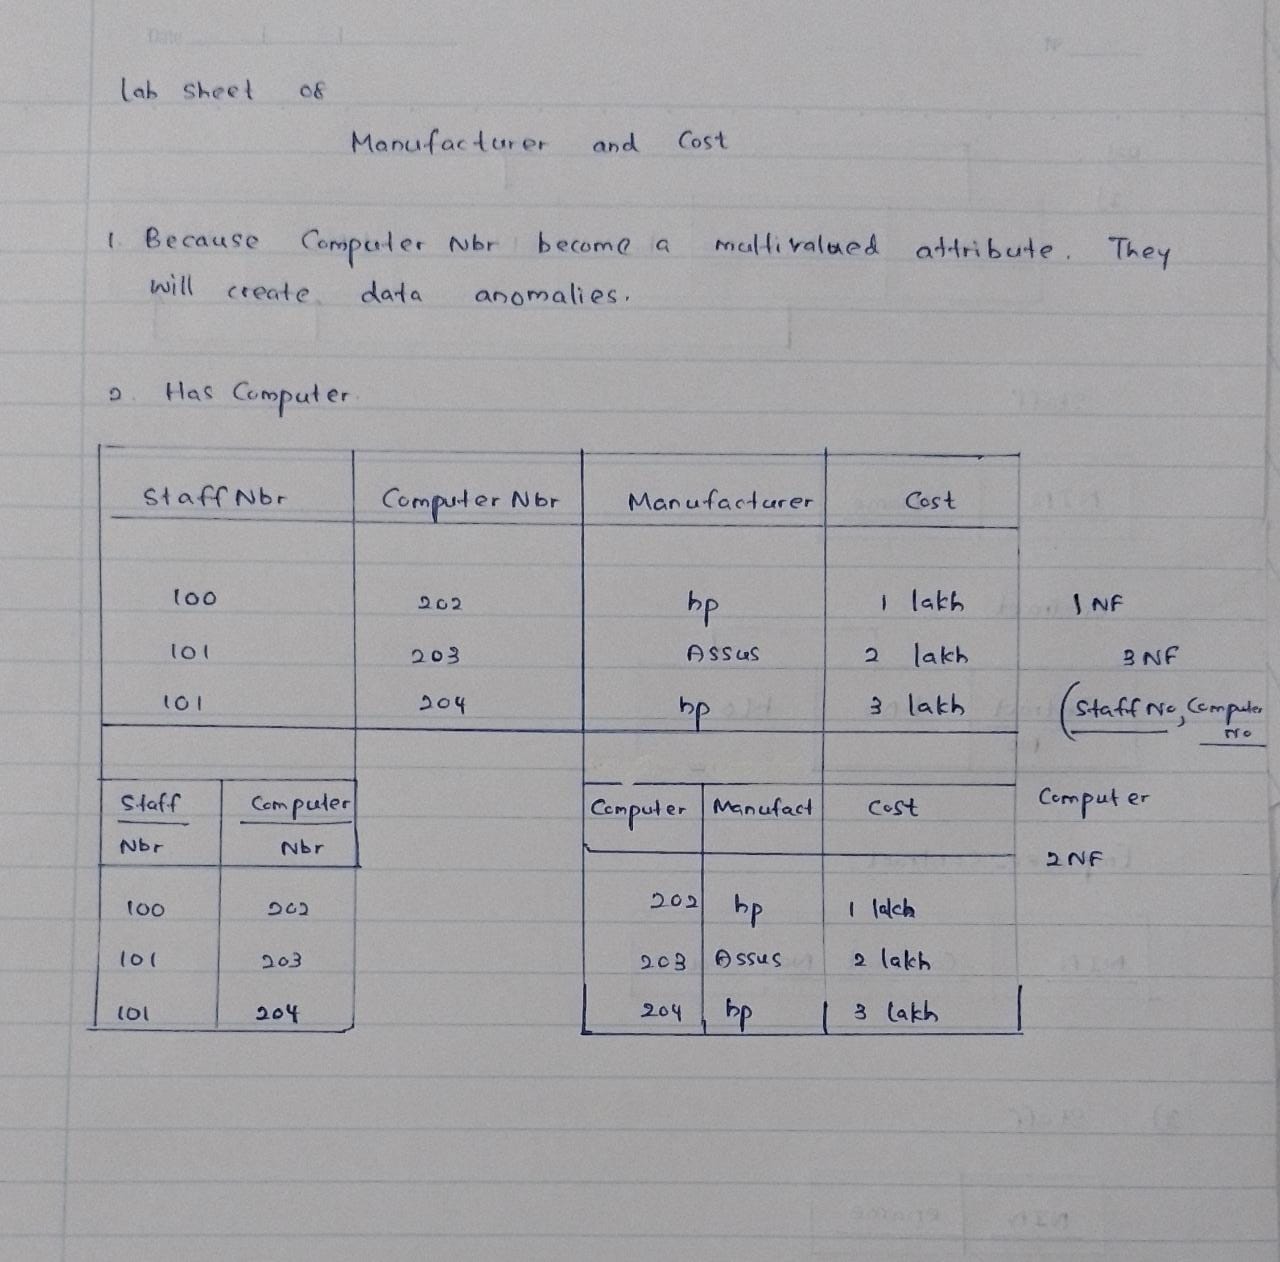 Date
Lab sheet 08
Manufacturer and Cost
1. Because Computer Nbr become a multivalued attribute. They
will create data anomalies.
2. Has Computer
Staff Nbr Computer Nbr Manufacturer Cost
100 202 hp 1 lakh 1 NF
101 203 Assus 2 lakh 3 NF
101 204 hp 3 lakh (Staff No, Computer
No
Staff Computer Computer Manufact Cost Computer
Nbr Nbr 2 NF
100 202 202 hp 1 lakh
101 203 203 Assus 2 lakh
101 204 204 hp 3 lakh